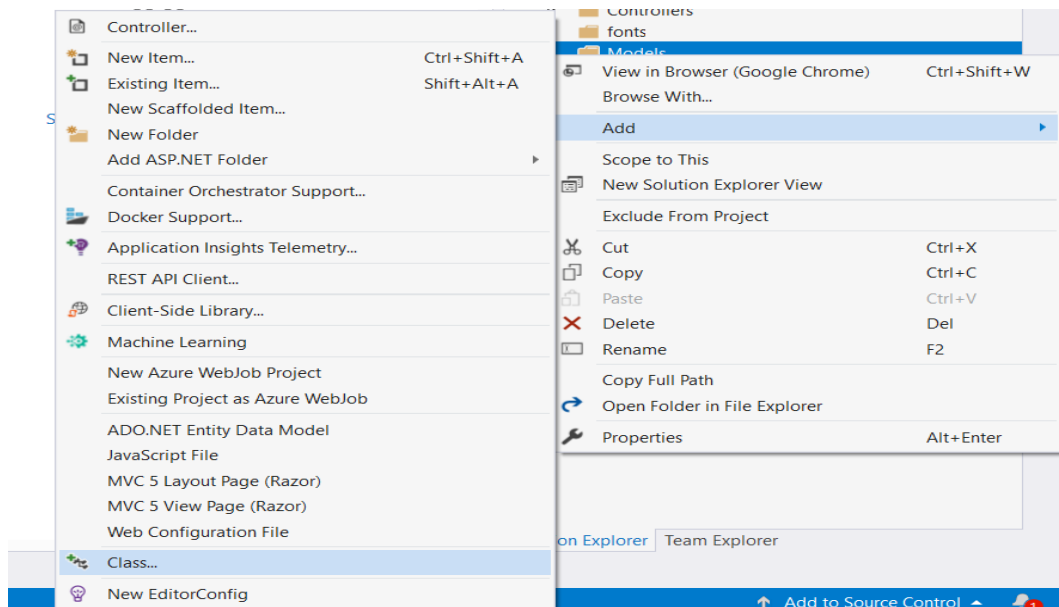 Controller...
New Item... Ctrl+Shift+A
Existing Item... Shift+Alt+A
New Scaffolded Item...
New Folder
Add ASP.NET Folder
Container Orchestrator Support...
Docker Support...
Application Insights Telemetry...
REST API Client...
Client-Side Library...
Machine Learning
New Azure WebJob Project
Existing Project as Azure WebJob
ADO.NET Entity Data Model
JavaScript File
MVC 5 Layout Page (Razor)
MVC 5 View Page (Razor)
Web Configuration File
Class...
New EditorConfig
S
Controllers
fonts
Models
View in Browser (Google Chrome) Ctrl+Shift+W
Browse With...
Add
Scope to This
New Solution Explorer View
Exclude From Project
Cut Ctrl+X
Copy Ctrl+C
Paste Ctrl+V
Delete Del
Rename F2
Copy Full Path
Open Folder in File Explorer
Properties Alt+Enter
on Explorer Team Explorer
Add to Source Control
1